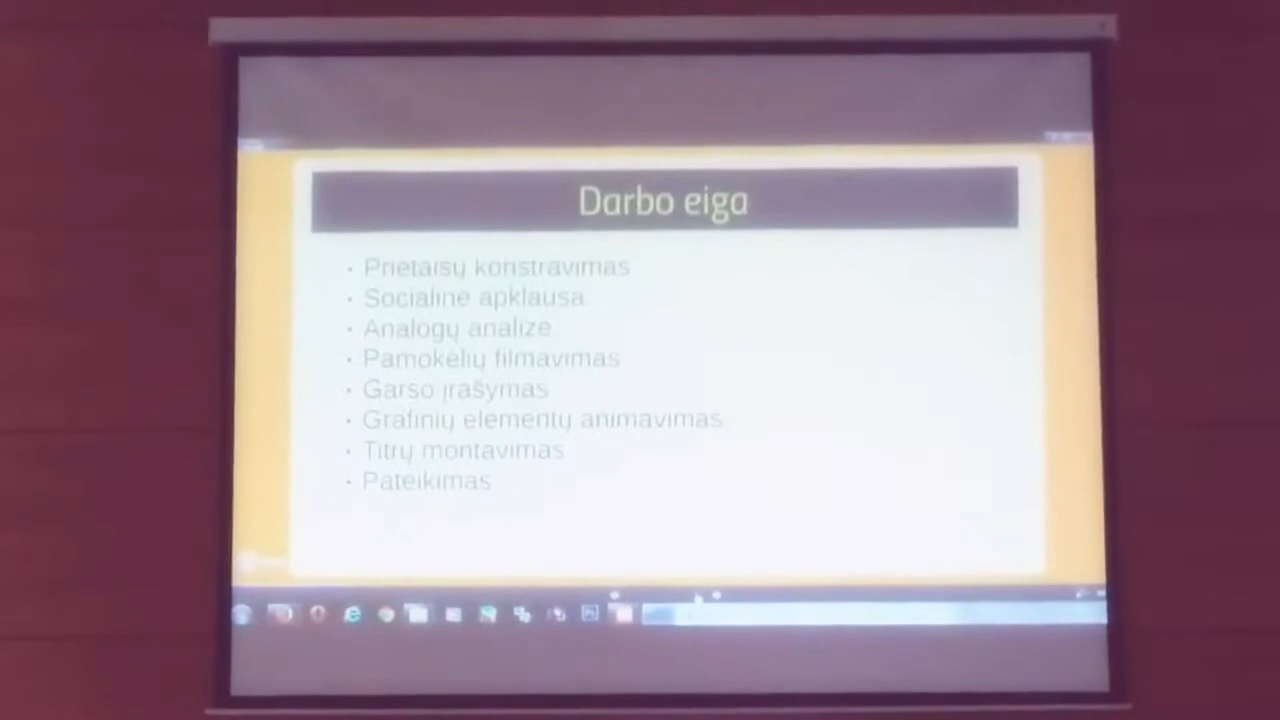 Darbo eiga
· Prietaisų konstravimas
· Socialinė apklausa
· Analogų analizė
· Pamokėlių filmavimas
· Garso įrašymas
· Grafinių elementų animavimas
· Titrų montavimas
· Pateikimas